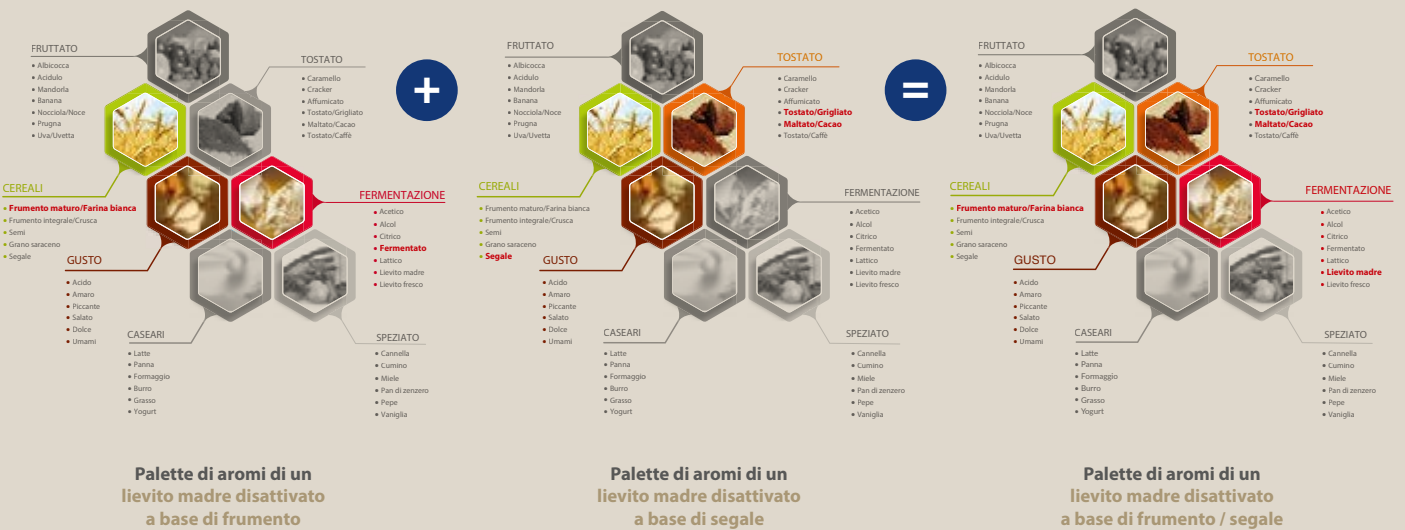 FRUTTATO
• Albicocca
• Acidulo
• Mandorla
• Banana
• Nocciola/Noce
• Prugna
• Uva/Uvetta
TOSTATO
• Caramello
• Cracker
• Affumicato
• Tostato/Grigliato
• Maltato/Cacao
• Tostato/Caffè
CEREALI
• Frumento maturo/Farina bianca
• Frumento integrale/Crusca
• Semi
• Grano saraceno
• Segale
FERMENTAZIONE
• Acetico
• Alcol
• Citrico
• Fermentato
• Lattico
• Lievito madre
• Lievito fresco
GUSTO
• Acido
• Amaro
• Piccante
• Salato
• Dolce
• Umami
CASEARI
• Latte
• Panna
• Formaggio
• Burro
• Grasso
• Yogurt
SPEZIATO
• Cannella
• Cumino
• Miele
• Pan di zenzero
• Pepe
• Vaniglia
Palette di aromi di un
lievito madre disattivato
a base di frumento
+
FRUTTATO
• Albicocca
• Acidulo
• Mandorla
• Banana
• Nocciola/Noce
• Prugna
• Uva/Uvetta
TOSTATO
• Caramello
• Cracker
• Affumicato
• Tostato/Grigliato
• Maltato/Cacao
• Tostato/Caffè
CEREALI
• Frumento maturo/Farina bianca
• Frumento integrale/Crusca
• Semi
• Grano saraceno
• Segale
FERMENTAZIONE
• Acetico
• Alcol
• Citrico
• Fermentato
• Lattico
• Lievito madre
• Lievito fresco
GUSTO
• Acido
• Amaro
• Piccante
• Salato
• Dolce
• Umami
CASEARI
• Latte
• Panna
• Formaggio
• Burro
• Grasso
• Yogurt
SPEZIATO
• Cannella
• Cumino
• Miele
• Pan di zenzero
• Pepe
• Vaniglia
Palette di aromi di un
lievito madre disattivato
a base di segale
=
FRUTTATO
• Albicocca
• Acidulo
• Mandorla
• Banana
• Nocciola/Noce
• Prugna
• Uva/Uvetta
TOSTATO
• Caramello
• Cracker
• Affumicato
• Tostato/Grigliato
• Maltato/Cacao
• Tostato/Caffè
CEREALI
• Frumento maturo/Farina bianca
• Frumento integrale/Crusca
• Semi
• Grano saraceno
• Segale
FERMENTAZIONE
• Acetico
• Alcol
• Citrico
• Fermentato
• Lattico
• Lievito madre
• Lievito fresco
GUSTO
• Acido
• Amaro
• Piccante
• Salato
• Dolce
• Umami
CASEARI
• Latte
• Panna
• Formaggio
• Burro
• Grasso
• Yogurt
SPEZIATO
• Cannella
• Cumino
• Miele
• Pan di zenzero
• Pepe
• Vaniglia
Palette di aromi di un
lievito madre disattivato
a base di frumento / segale